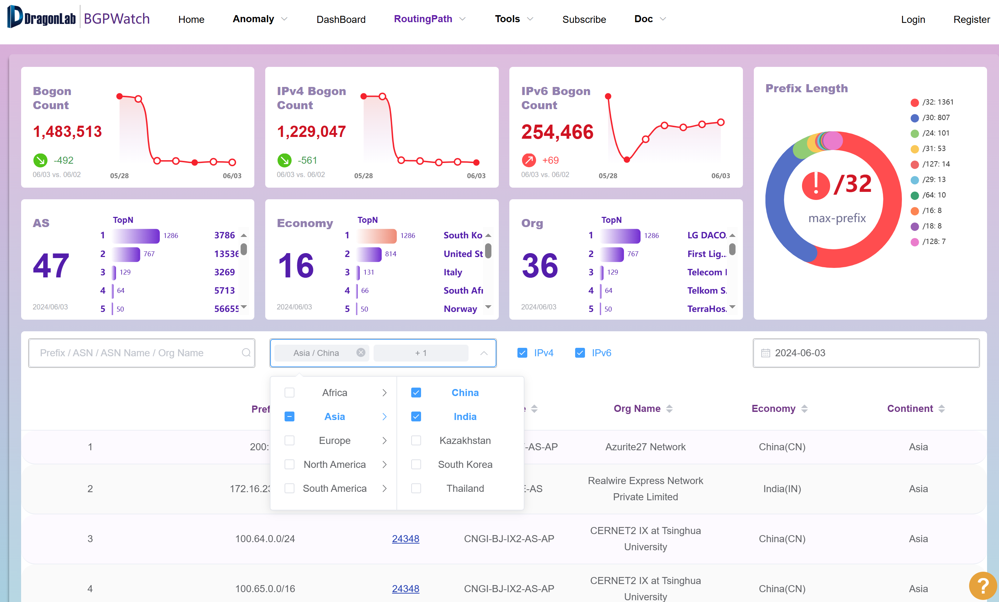 DragonLab BGPWatch
Home Anomaly DashBoard RoutingPath Tools Subscribe Doc Login Register
Bogon
Count
1,483,513
-492
06/03 vs. 06/02
05/28 06/03
IPv4 Bogon
Count
1,229,047
-561
06/03 vs. 06/02
05/28 06/03
IPv6 Bogon
Count
254,466
+69
06/03 vs. 06/02
05/28 06/03
Prefix Length
/32: 1361
/30: 807
/24: 101
/31: 53
/127: 14
/29: 13
/64: 10
/16: 8
/18: 8
/128: 7
! /32
max-prefix
AS
47
2024/06/03
TopN
1 1286 3786
2 767 13536
3 129 3269
4 64 5713
5 50 56655
Economy
16
2024/06/03
TopN
1 1286 South Ko
2 814 United St
3 131 Italy
4 66 South Afr
5 50 Norway
Org
36
2024/06/03
TopN
1 1286 LG DACO.
2 767 First Lig...
3 129 Telecom
4 64 Telkom S.
5 50 TerraHos.
Prefix / ASN / ASN Name / Org Name
Asia / China + 1
IPv4 IPv6
2024-06-03
Africa
Asia
Europe
North America
South America
China
India
Kazakhstan
South Korea
Thailand
Pref e Org Name Economy Continent
1 200: -AS-AP Azurite27 Network China(CN) Asia
2 172.16.23 E-AS Realwire Express Network
Private Limited India(IN) Asia
3 100.64.0.0/24 24348 CNGI-BJ-IX2-AS-AP CERNET2 IX at Tsinghua
University China(CN) Asia
4 100.65.0.0/16 24348 CNGI-BJ-IX2-AS-AP CERNET2 IX at Tsinghua
University China(CN) Asia
?